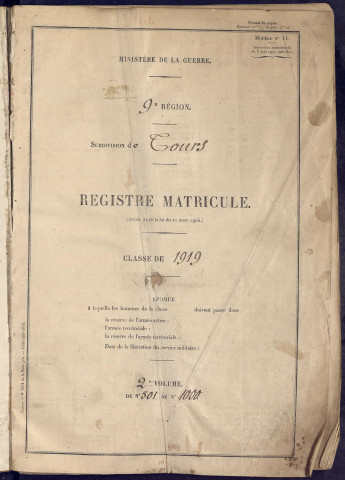 MODÈLE N° 11.
MINISTÈRE DE LA GUERRE.
9e RÉGION.
SUBDIVISION de Tours
REGISTRE MATRICULE.
CLASSE DE 1919
ÉPOQUE
à laquelle les hommes de la classe doivent passer dans
la réserve de l'armée active :
l'armée territoriale :
la réserve de l'armée territoriale :
Date de la libération du service militaire :
2e VOLUME.
DE N° 501 AU N° 1000.